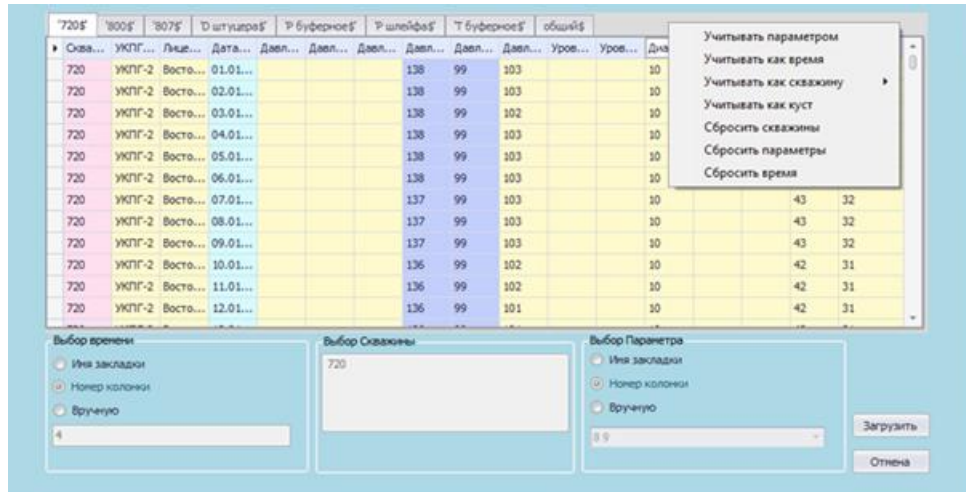 '720$' '800$' '807$' 'D штуцера$' 'P буферное$' 'P шлейфа$' 'T буферное$' общий$
Сква... УКПГ... Лице... Дата... Давл... Давл... Давл... Давл... Давл... Давл... Уров... Уров... Диа
720 УКПГ-2 Восто... 01.01... 138 99 103 10
720 УКПГ-2 Восто... 02.01... 138 99 103 10
720 УКПГ-2 Восто... 03.01... 138 99 102 10
720 УКПГ-2 Восто... 04.01... 138 99 103 10
720 УКПГ-2 Восто... 05.01... 138 99 103 10
720 УКПГ-2 Восто... 06.01... 138 99 103 10
720 УКПГ-2 Восто... 07.01... 137 99 103 10 43 32
720 УКПГ-2 Восто... 08.01... 137 99 103 10 43 32
720 УКПГ-2 Восто... 09.01... 137 99 103 10 43 32
720 УКПГ-2 Восто... 10.01... 136 99 102 10 42 31
720 УКПГ-2 Восто... 11.01... 136 99 102 10 42 31
720 УКПГ-2 Восто... 12.01... 136 99 101 10 42 31
Учитывать параметром
Учитывать как время
Учитывать как скважину
Учитывать как куст
Сбросить скважины
Сбросить параметры
Сбросить время
Выбор времени
Имя закладки
Номер колонки
Вручную
4
Выбор Скважины
720
Выбор Параметра
Имя закладки
Номер колонки
Вручную
8 9
Загрузить
Отмена